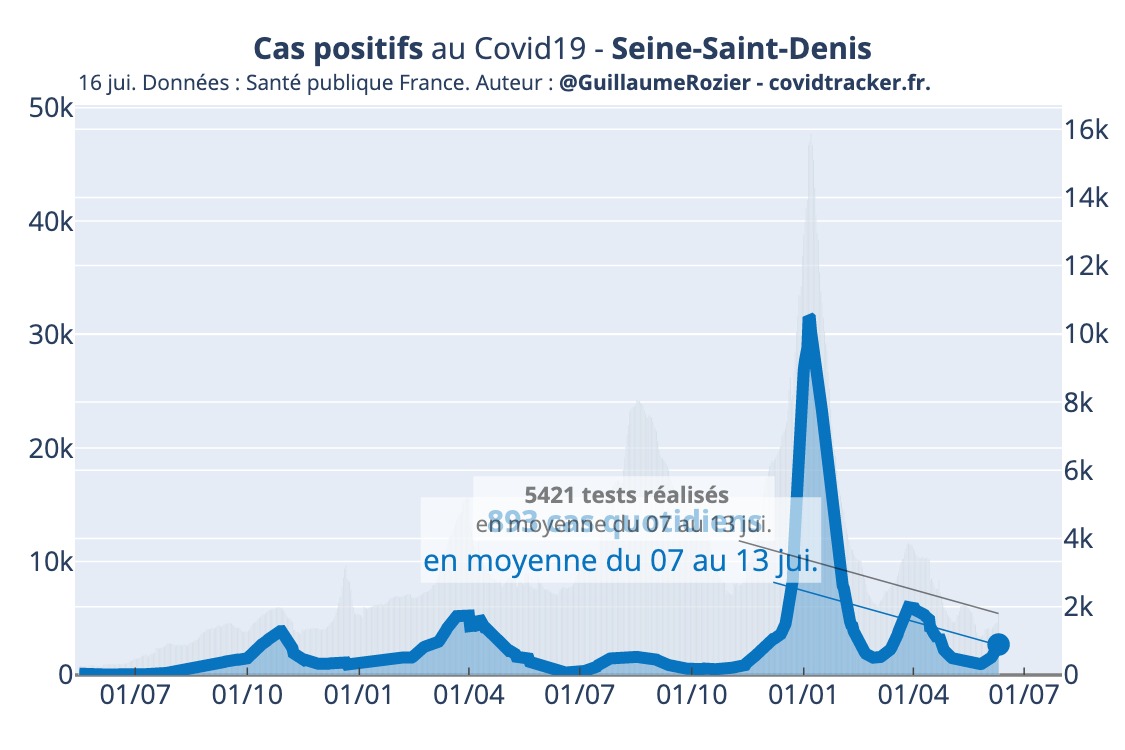 Cas positifs au Covid19 - Seine-Saint-Denis
16 jui. Données : Santé publique France. Auteur : @GuillaumeRozier - covidtracker.fr.
50k
40k
30k
20k
10k
0
16k
14k
12k
10k
8k
6k
4k
2k
0
5421 tests réalisés
en moyenne du 07 au 13 jui.
893 cas quotidiens
en moyenne du 07 au 13 jui.
01/07 01/10 01/01 01/04 01/07 01/10 01/01 01/04 01/07